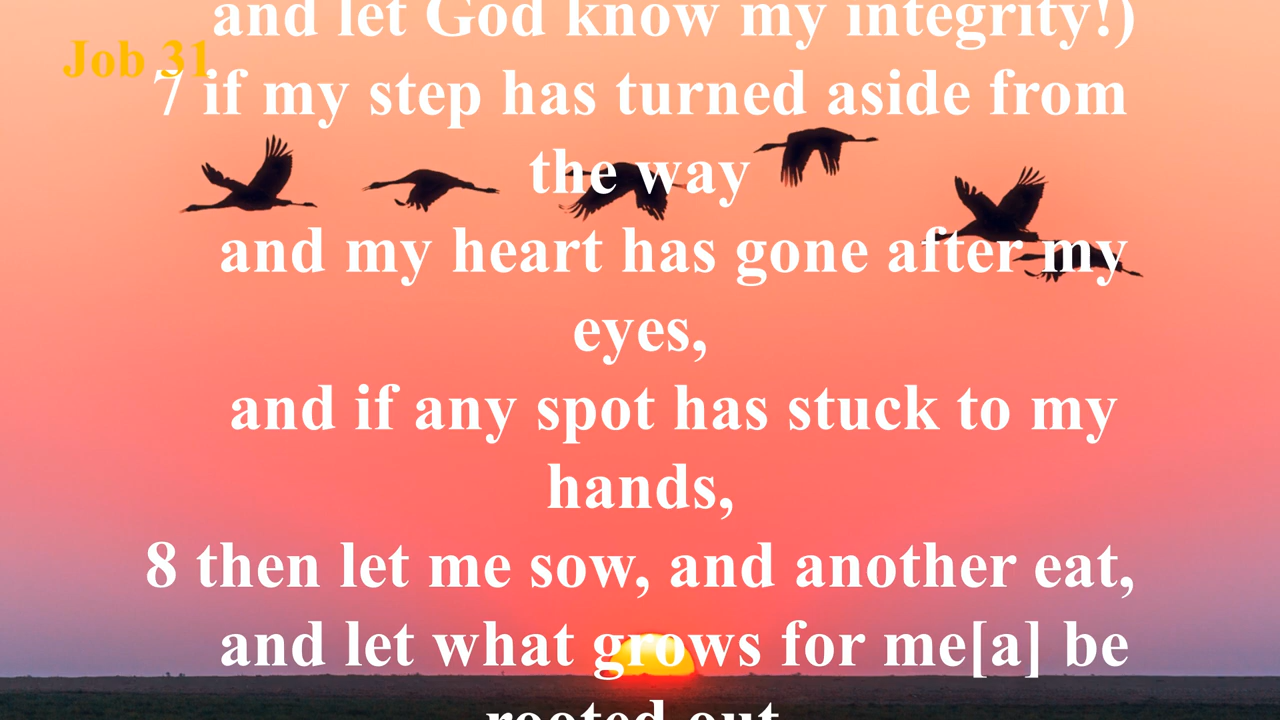 and let God know my integrity!)
Job 31
7 if my step has turned aside from
the way
and my heart has gone after my
eyes,
and if any spot has stuck to my
hands,
8 then let me sow, and another eat,
and let what grows for me[a] be
rooted out.